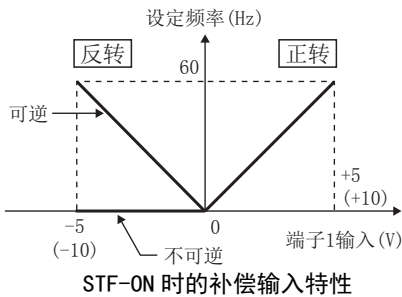 设定频率(Hz)
反转
正转
60
可逆
+5
(+10)
-5
(-10)
0
端子1输入(V)
不可逆
STF-ON 时的补偿输入特性